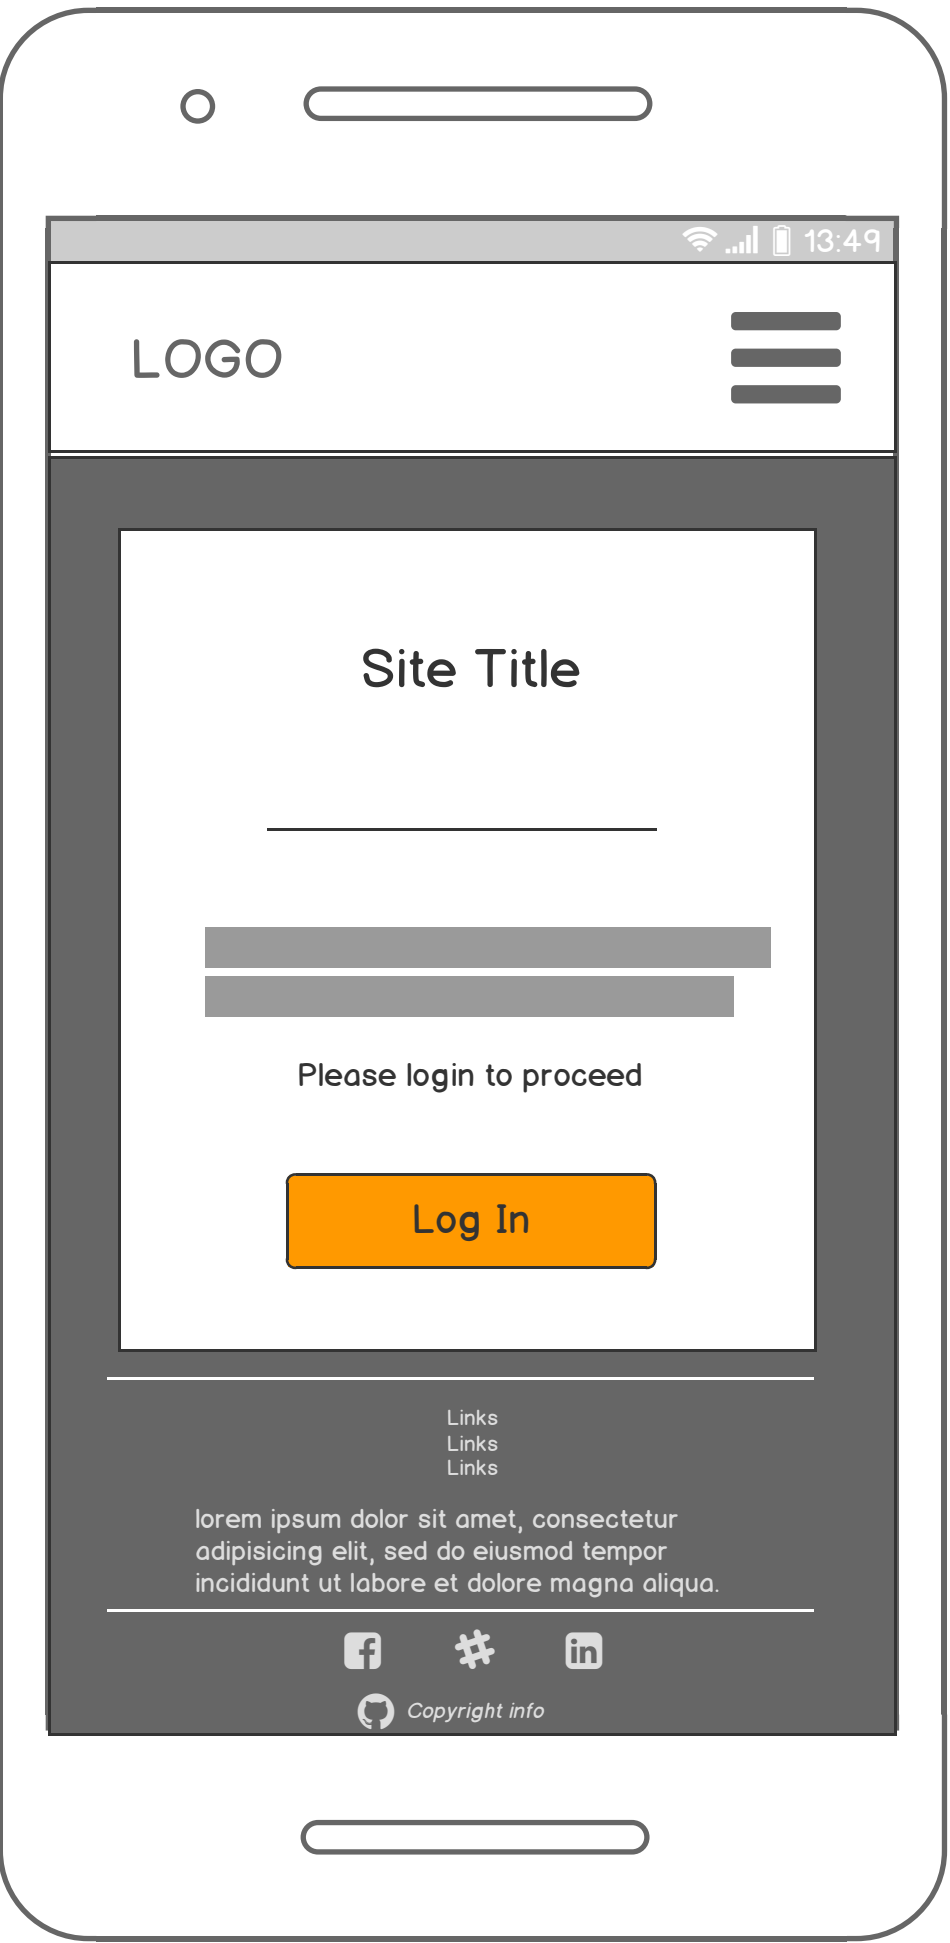 13:49
LOGO
Site Title
Please login to proceed
Log In
Links
Links
Links
lorem ipsum dolor sit amet, consectetur
adipisicing elit, sed do eiusmod tempor
incididunt ut labore et dolore magna aliqua.
Copyright info